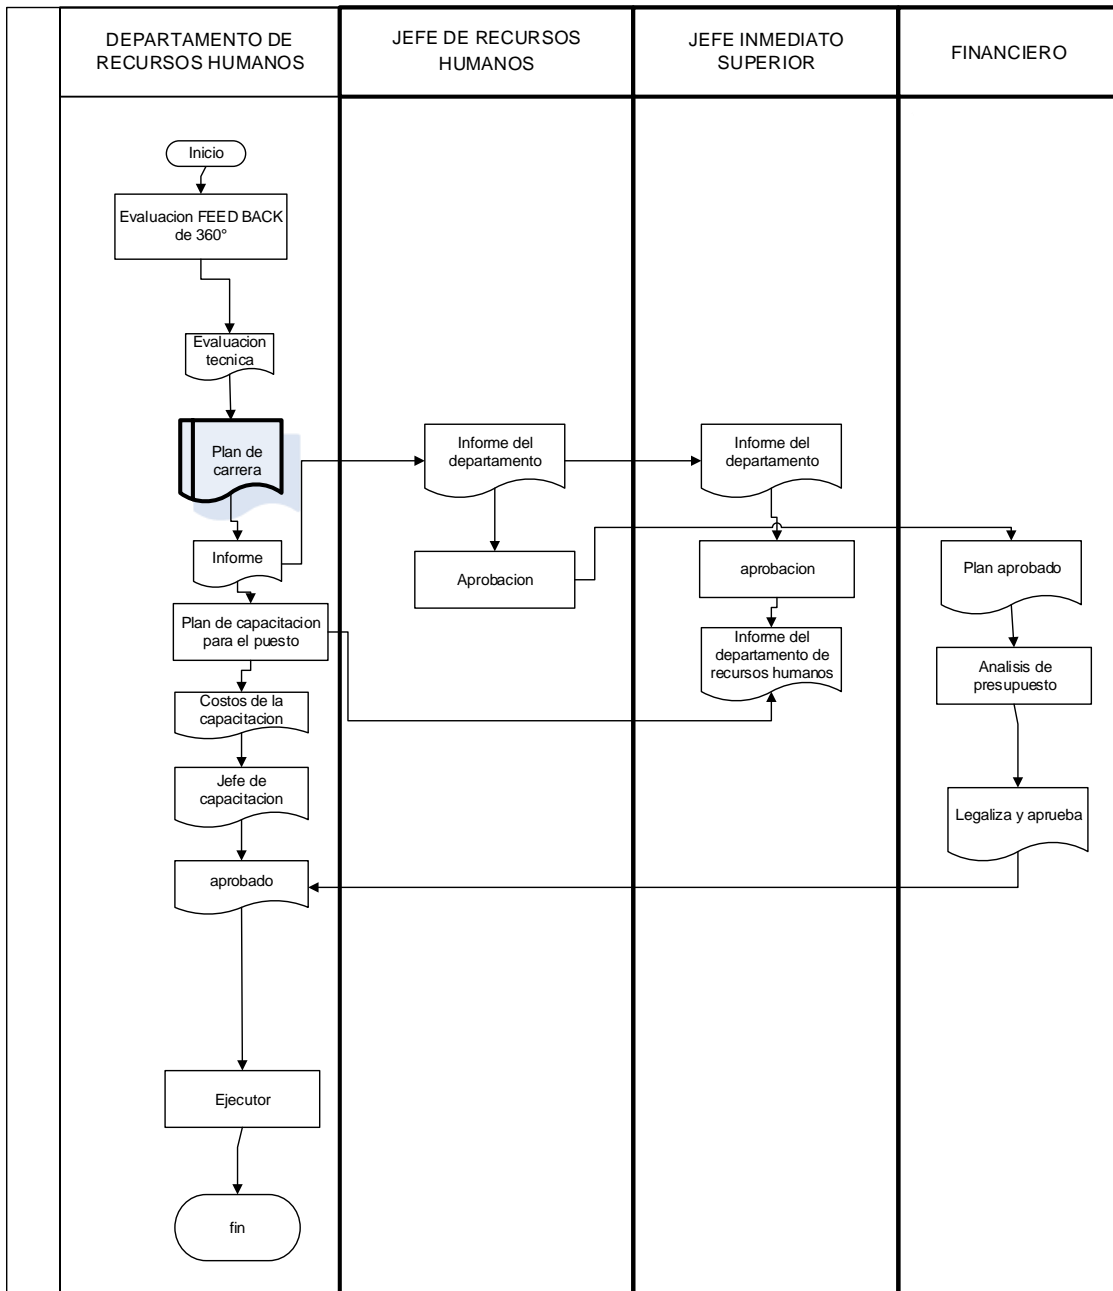 DEPARTAMENTO DE
RECURSOS HUMANOS
JEFE DE RECURSOS
HUMANOS
JEFE INMEDIATO
SUPERIOR
FINANCIERO
Inicio
Evaluacion FEED BACK
de 360°
Evaluacion
tecnica
Plan de
carrera
Informe
Plan de capacitacion
para el puesto
Costos de la
capacitacion
Jefe de
capacitacion
aprobado
Ejecutor
fin
Informe del
departamento
Aprobacion
Informe del
departamento
aprobacion
Informe del
departamento de
recursos humanos
Plan aprobado
Analisis de
presupuesto
Legaliza y aprueba